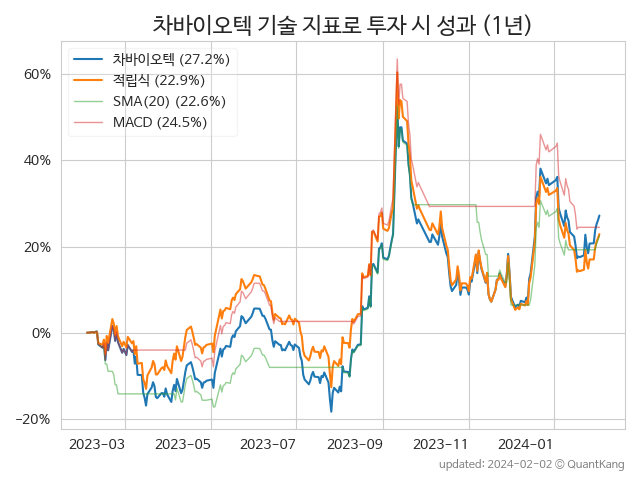 차바이오텍 기술 지표로 투자 시 성과 (1년)
차바이오텍 (27.2%)
적립식 (22.9%)
SMA(20) (22.6%)
MACD (24.5%)
60%
40%
20%
0%
−20%
2023-03 2023-05 2023-07 2023-09 2023-11 2024-01
updated: 2024-02-02 © QuantKang